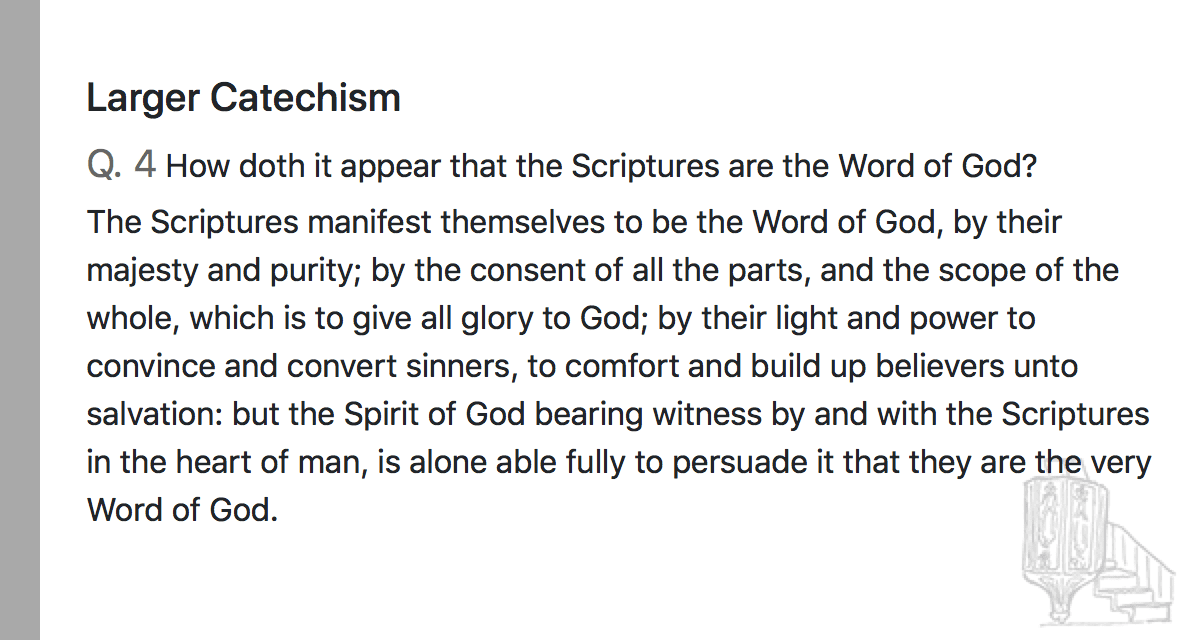 Larger Catechism
Q. 4 How doth it appear that the Scriptures are the Word of God?
The Scriptures manifest themselves to be the Word of God, by their
majesty and purity; by the consent of all the parts, and the scope of the
whole, which is to give all glory to God; by their light and power to
convince and convert sinners, to comfort and build up believers unto
salvation: but the Spirit of God bearing witness by and with the Scriptures
in the heart of man, is alone able fully to persuade it that they are the very
Word of God.